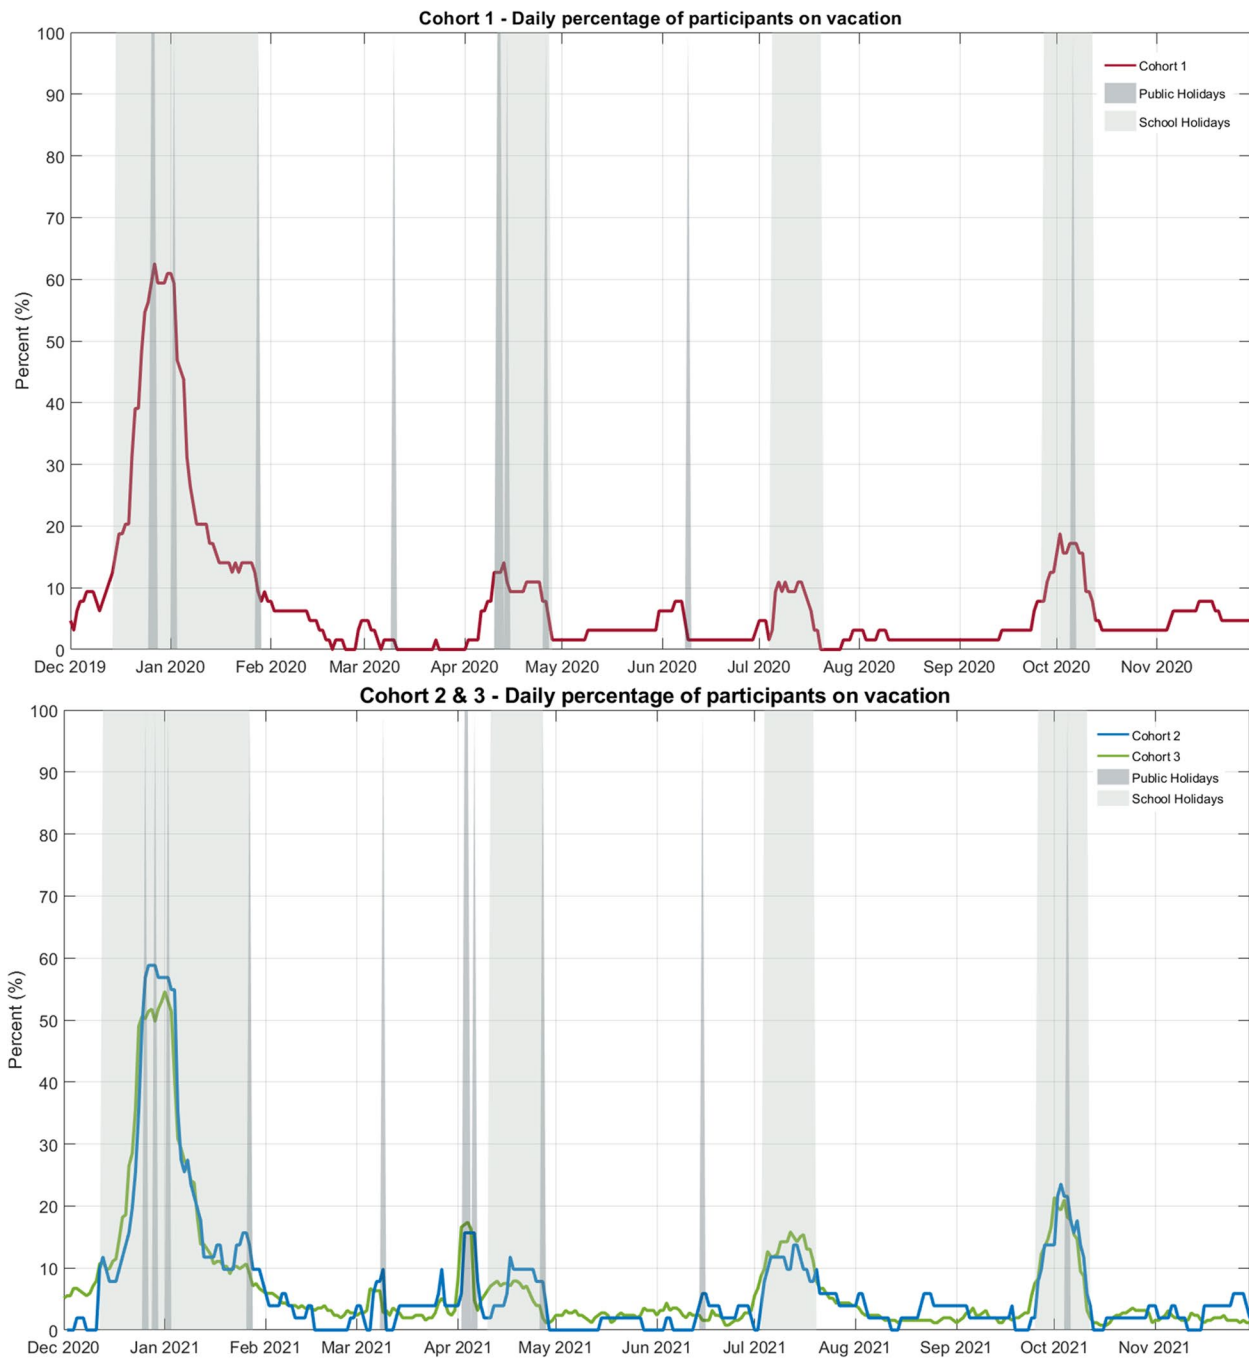 Cohort 1 - Daily percentage of participants on vacation
100
90
80
70
60
50
40
30
20
10
0
Percent (%)
Cohort 1
Public Holidays
School Holidays
Dec 2019 Jan 2020 Feb 2020 Mar 2020 Apr 2020 May 2020 Jun 2020 Jul 2020 Aug 2020 Sep 2020 Oct 2020 Nov 2020
Cohort 2 & 3 - Daily percentage of participants on vacation
100
90
80
70
60
50
40
30
20
10
0
Percent (%)
Cohort 2
Cohort 3
Public Holidays
School Holidays
Dec 2020 Jan 2021 Feb 2021 Mar 2021 Apr 2021 May 2021 Jun 2021 Jul 2021 Aug 2021 Sep 2021 Oct 2021 Nov 2021